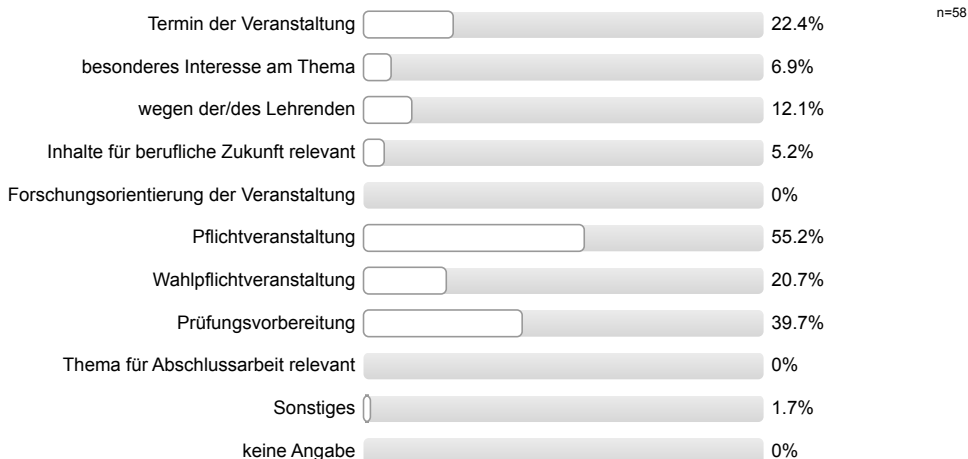 n=58
Termin der Veranstaltung 22.4%
besonderes Interesse am Thema 6.9%
wegen der/des Lehrenden 12.1%
Inhalte für berufliche Zukunft relevant 5.2%
Forschungsorientierung der Veranstaltung 0%
Pflichtveranstaltung 55.2%
Wahlpflichtveranstaltung 20.7%
Prüfungsvorbereitung 39.7%
Thema für Abschlussarbeit relevant 0%
Sonstiges 1.7%
keine Angabe 0%